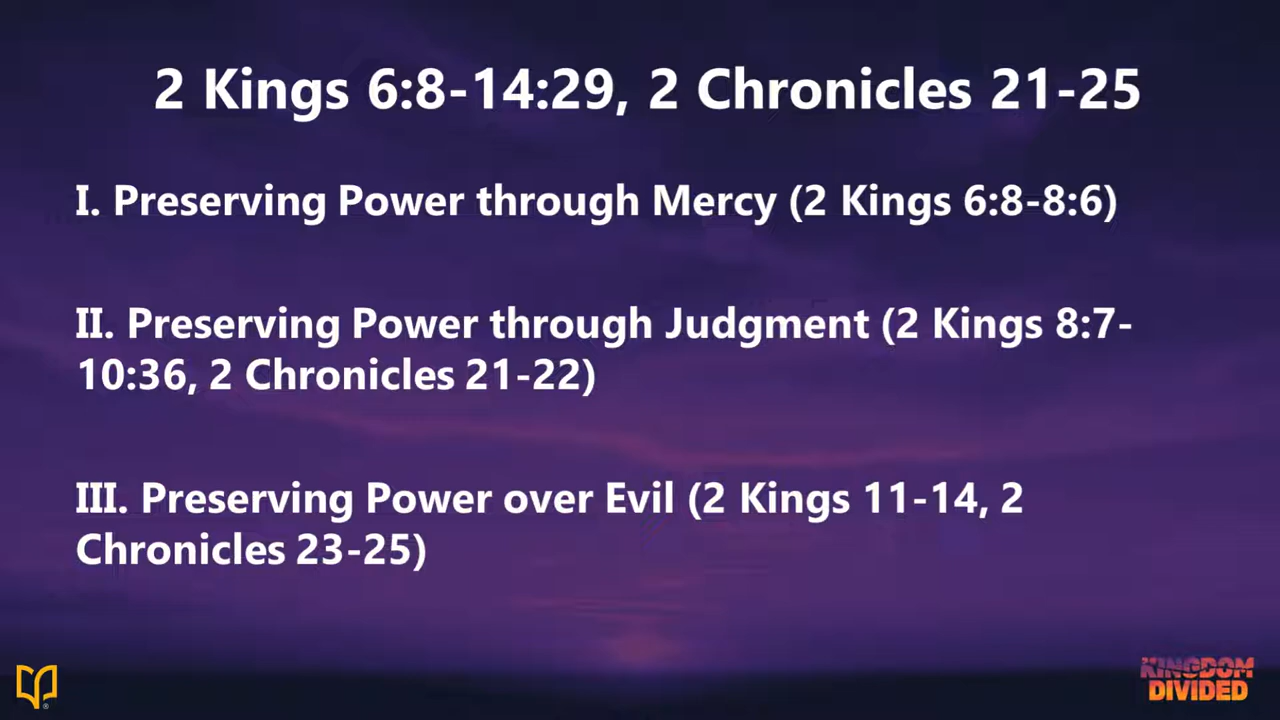 2 Kings 6:8-14:29, 2 Chronicles 21-25
I. Preserving Power through Mercy (2 Kings 6:8-8:6)
II. Preserving Power through Judgment (2 Kings 8:7-
10:36, 2 Chronicles 21-22)
III. Preserving Power over Evil (2 Kings 11-14, 2
Chronicles 23-25)
®
KINGDOM
DIVIDED